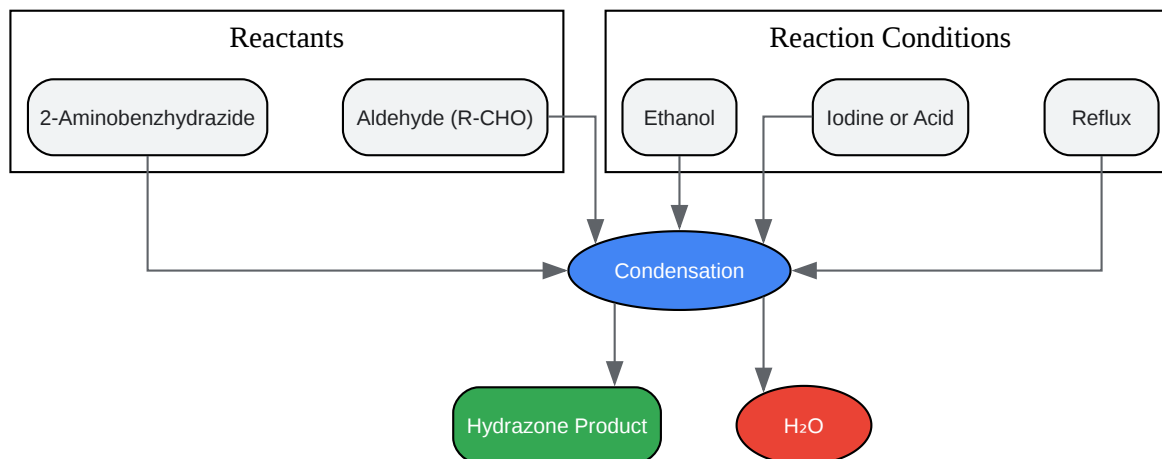 Reactants
Reaction Conditions
2-Aminobenzhydrazide
Aldehyde (R-CHO)
Ethanol
Iodine or Acid
Reflux
Condensation
Hydrazone Product
H₂O